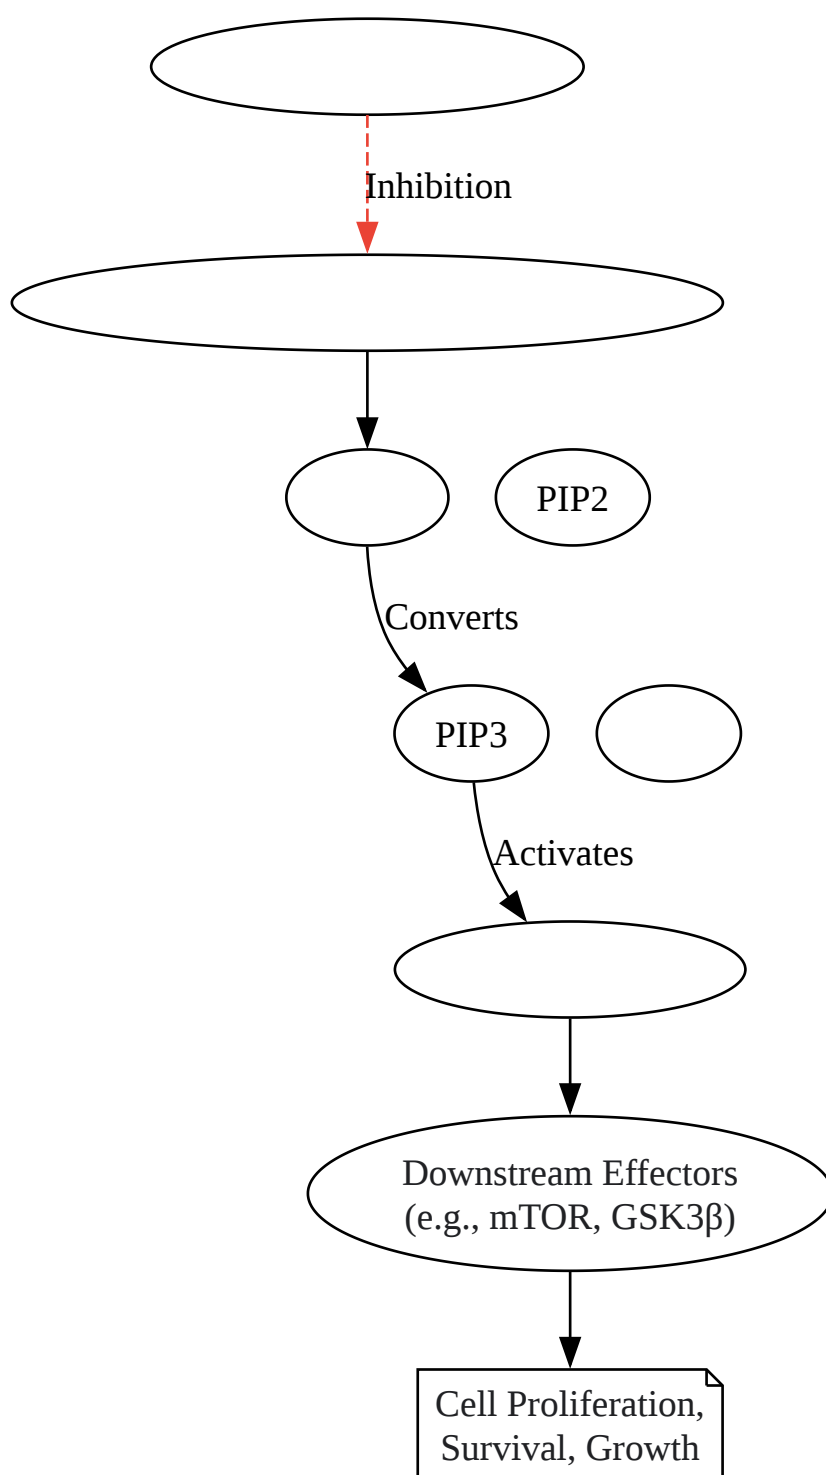 Inhibition
PIP2
Converts
PIP3
Activates
Downstream Effectors
(e.g., mTOR, GSK3β)
Cell Proliferation,
Survival, Growth